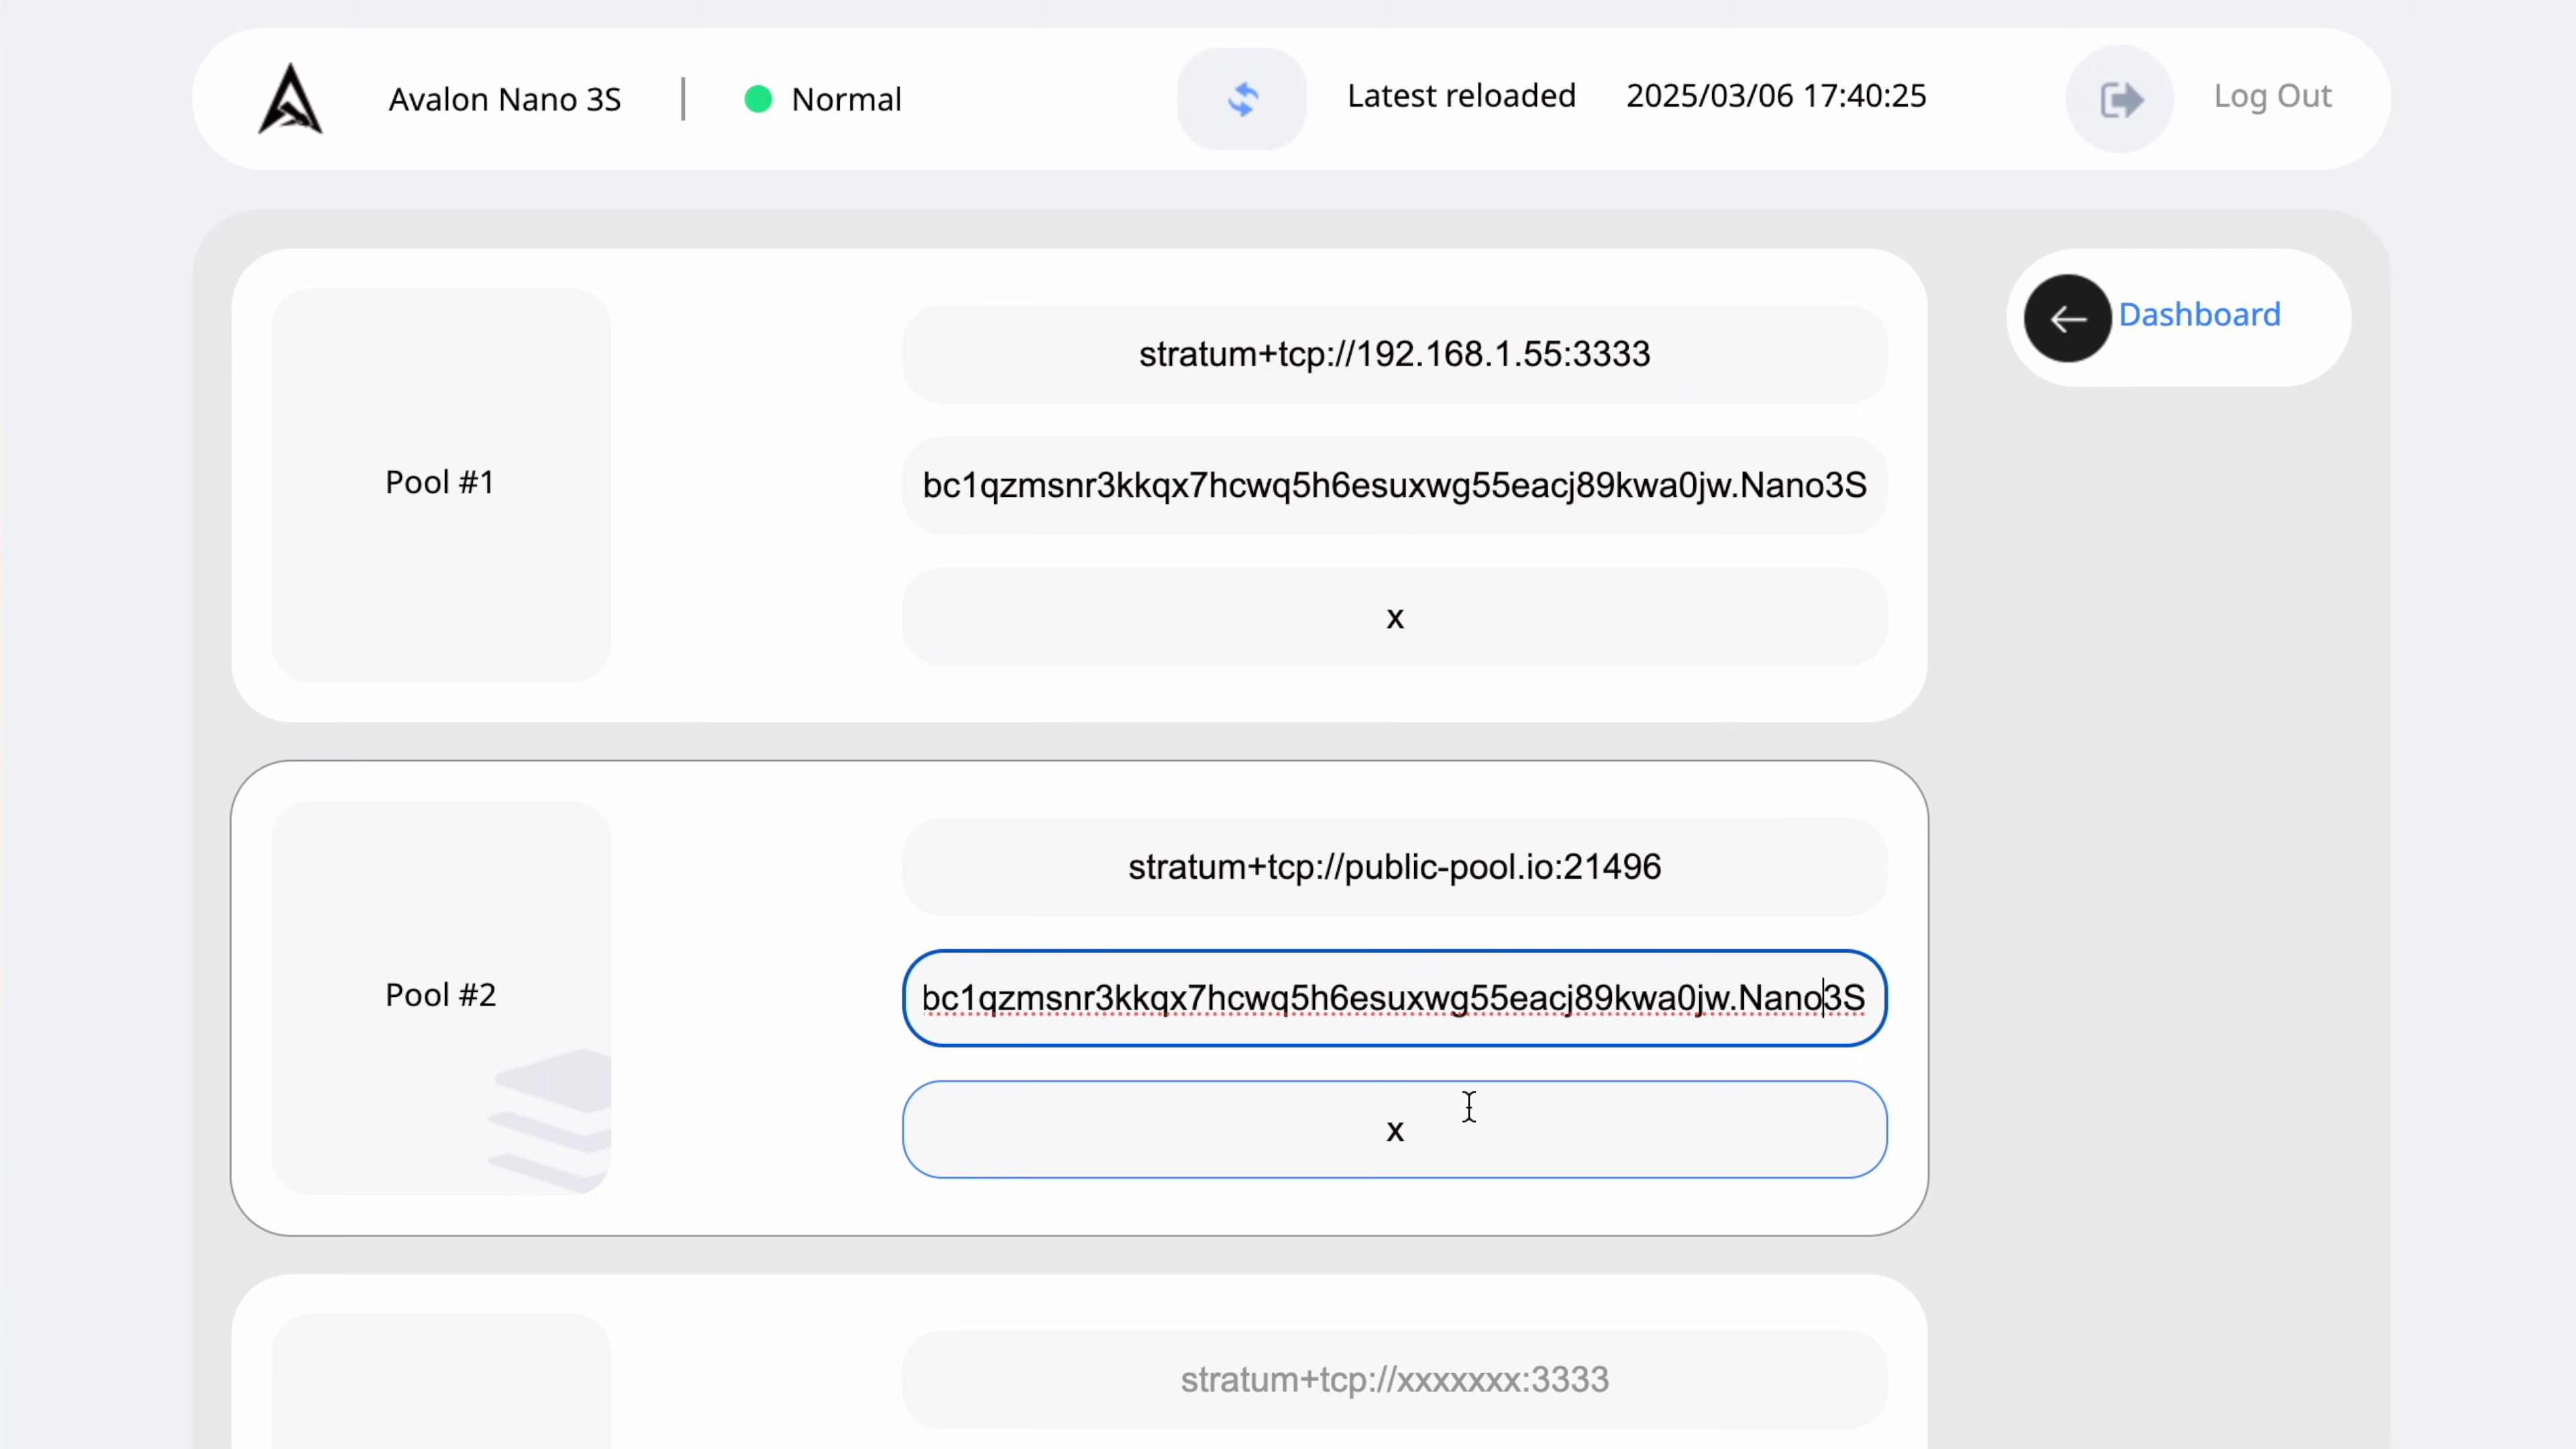 Avalon Nano 3S | Normal Latest reloaded 2025/03/06 17:40:25 Log Out
Dashboard
Pool #1
stratum+tcp://192.168.1.55:3333
bc1qzmsnr3kkqx7hcwq5h6esuxwg55eacj89kwa0jw.Nano3S
x
Pool #2
stratum+tcp://public-pool.io:21496
bc1qzmsnr3kkqx7hcwq5h6esuxwg55eacj89kwa0jw.Nano3S
x
stratum+tcp://xxxxxxx:3333